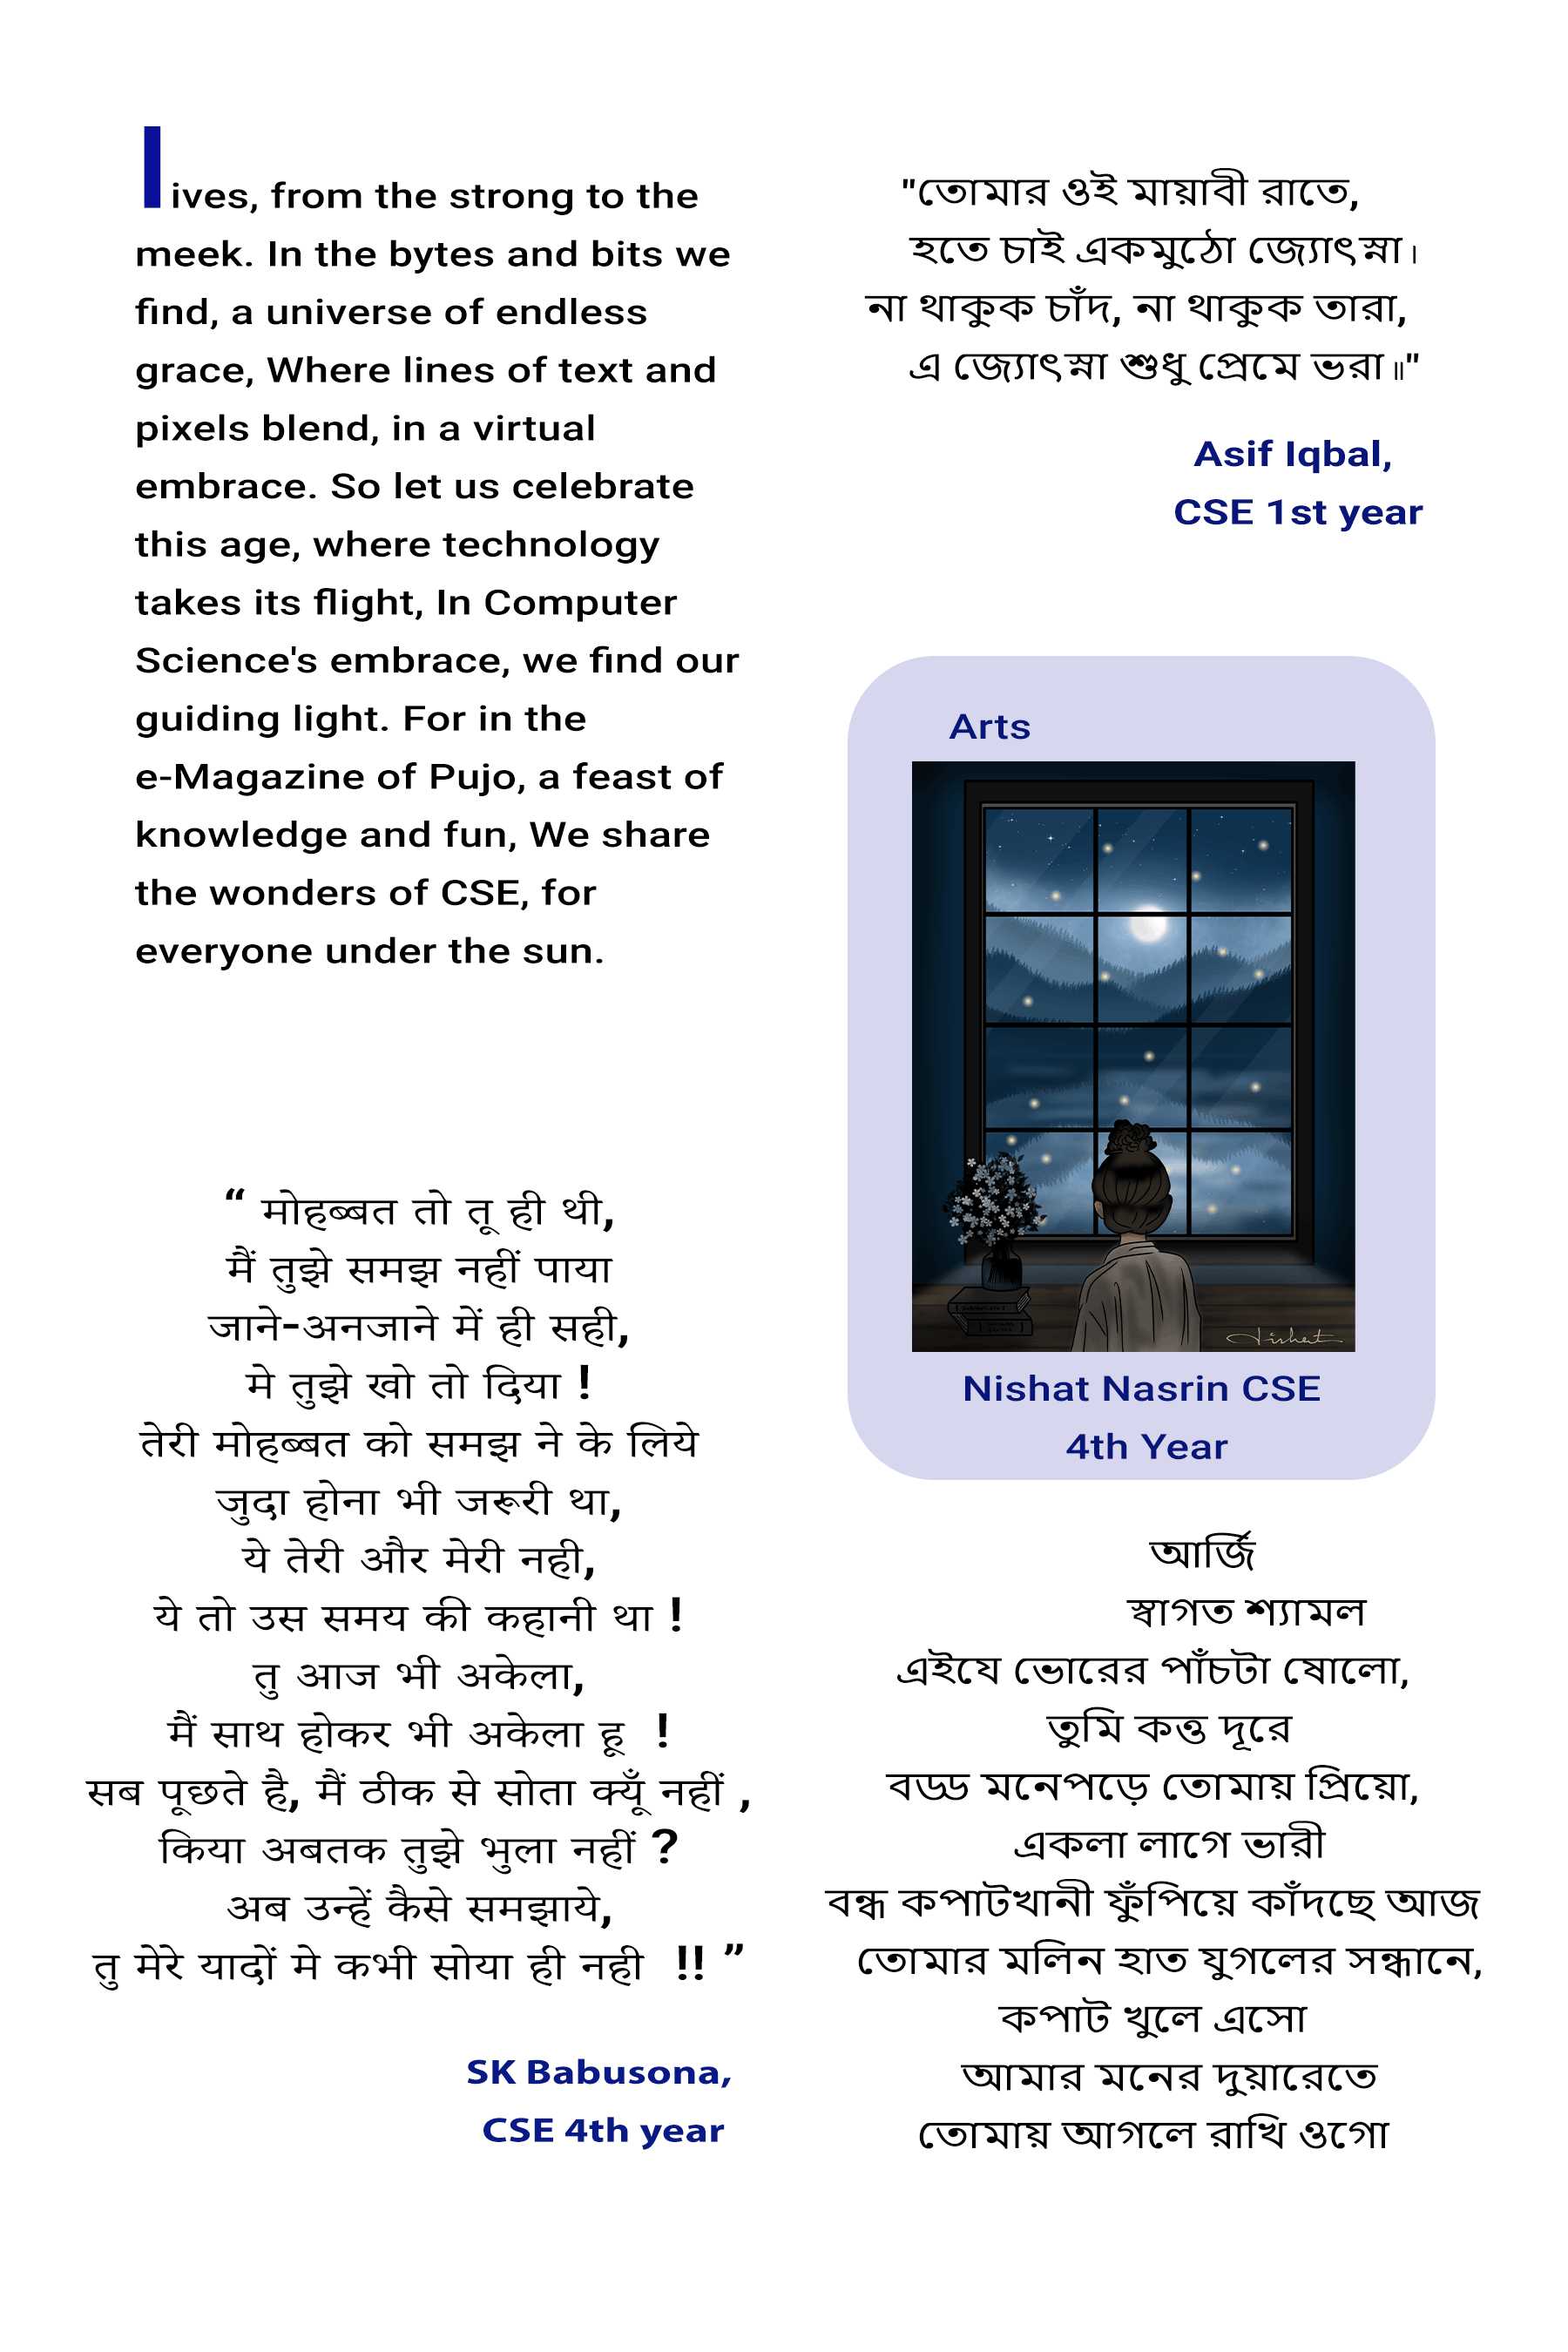 lives, from the strong to the
meek. In the bytes and bits we
find, a universe of endless
grace, Where lines of text and
pixels blend, in a virtual
embrace. So let us celebrate
this age, where technology
takes its flight, In Computer
Science's embrace, we find our
guiding light. For in the
e-Magazine of Pujo, a feast of
knowledge and fun, We share
the wonders of CSE, for
everyone under the sun.
“ मोहब्बत तो तू ही थी,
मैं तुझे समझ नहीं पाया
जाने-अनजाने में ही सही,
मे तुझे खो तो दिया !
तेरी मोहब्बत को समझ ने के लिये
जुदा होना भी जरूरी था,
ये तेरी और मेरी नही,
ये तो उस समय की कहानी था !
तु आज भी अकेला,
मैं साथ होकर भी अकेला हू !
सब पूछते है, मैं ठीक से सोता क्यूँ नहीं ,
किया अबतक तुझे भुला नहीं ?
अब उन्हें कैसे समझाये,
तु मेरे यादों मे कभी सोया ही नही !! ”
SK Babusona,
CSE 4th year
"তোমার ওই মায়াবী রাতে,
হতে চাই একমুঠো জ্যোৎস্না।
না থাকুক চাঁদ, না থাকুক তারা,
এ জ্যোৎস্না শুধু প্রেমে ভরা॥"
Asif Iqbal,
CSE 1st year
Arts
Nishat
Nishat Nasrin CSE
4th Year
আর্জি
স্বাগত শ্যামল
এইযে ভোরের পাঁচটা ষোলো,
তুমি কত্ত দূরে
বড্ড মনেপড়ে তোমায় প্রিয়ো,
একলা লাগে ভারী
বন্ধ কপাটখানী ফুঁপিয়ে কাঁদছে আজ
তোমার মলিন হাত যুগলের সন্ধানে,
কপাট খুলে এসো
আমার মনের দুয়ারেতে
তোমায় আগলে রাখি ওগো